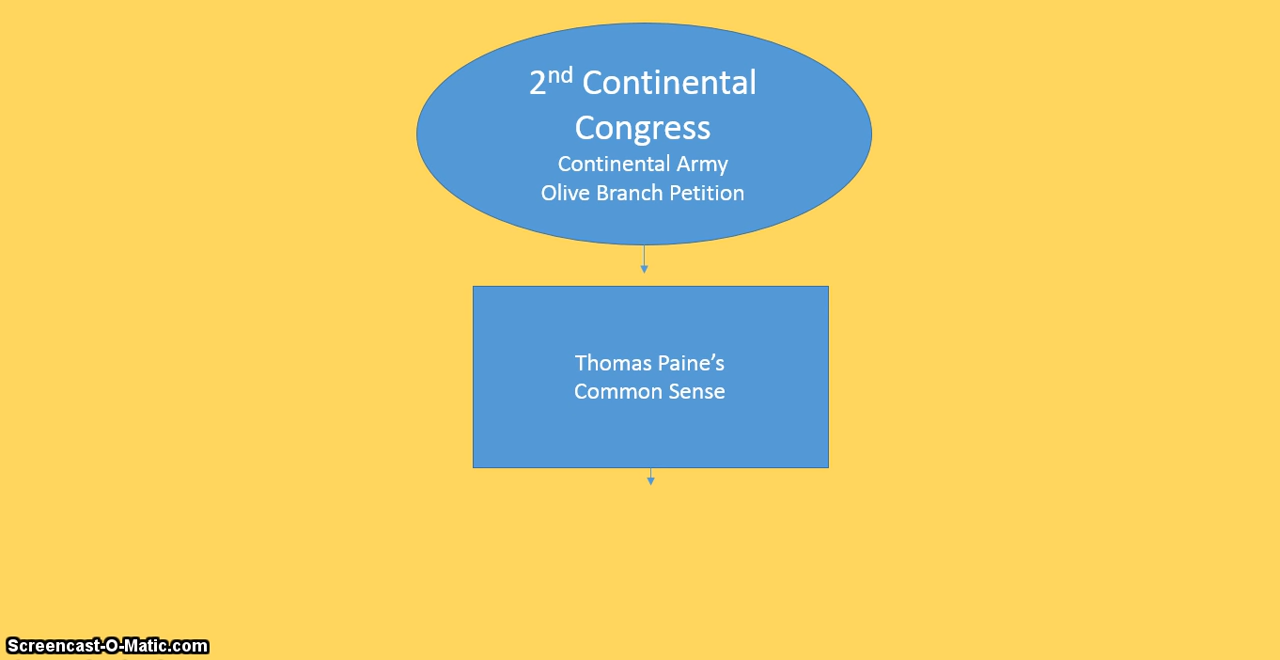 2nd Continental
Congress
Continental Army
Olive Branch Petition
Thomas Paine’s
Common Sense
Screencast-O-Matic.com